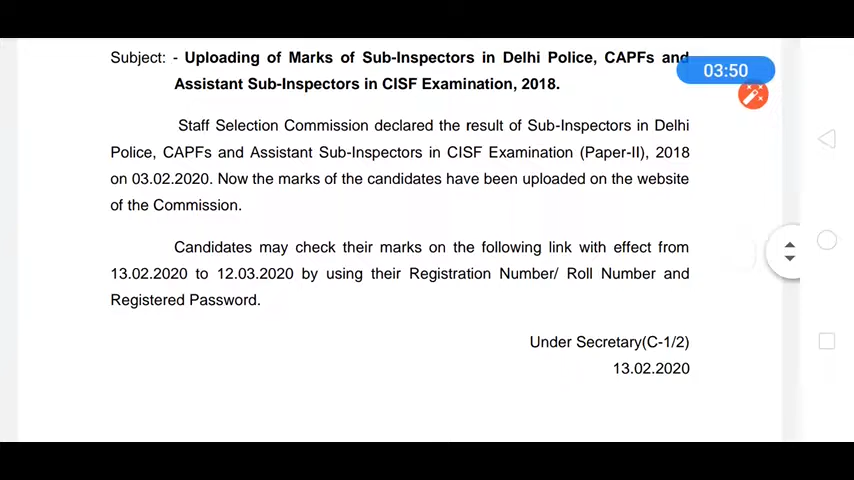 Subject: - Uploading of Marks of Sub-Inspectors in Delhi Police, CAPFs and
Assistant Sub-Inspectors in CISF Examination, 2018.
03:50
Staff Selection Commission declared the result of Sub-Inspectors in Delhi
Police, CAPFs and Assistant Sub-Inspectors in CISF Examination (Paper-II), 2018
on 03.02.2020. Now the marks of the candidates have been uploaded on the website
of the Commission.
Candidates may check their marks on the following link with effect from
13.02.2020 to 12.03.2020 by using their Registration Number/ Roll Number and
Registered Password.
Under Secretary(C-1/2)
13.02.2020